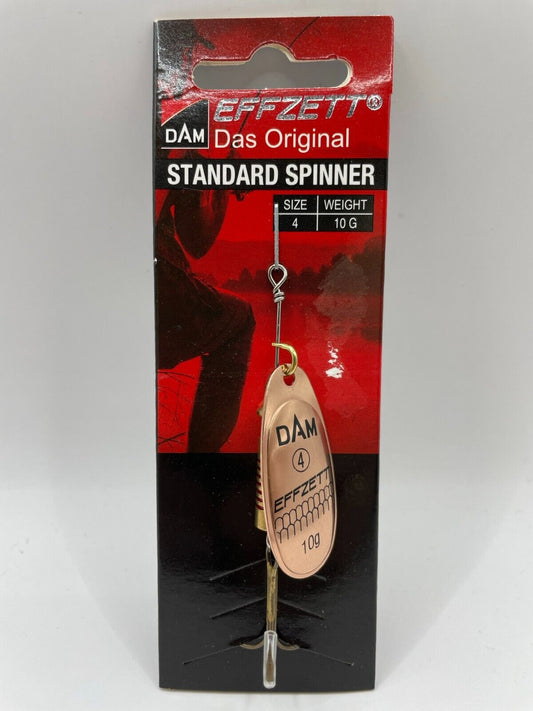 EFFZETT®
DAM
Das Original
STANDARD SPINNER
SIZE WEIGHT
4 10 G
DAM
4
EFFZETT
10g